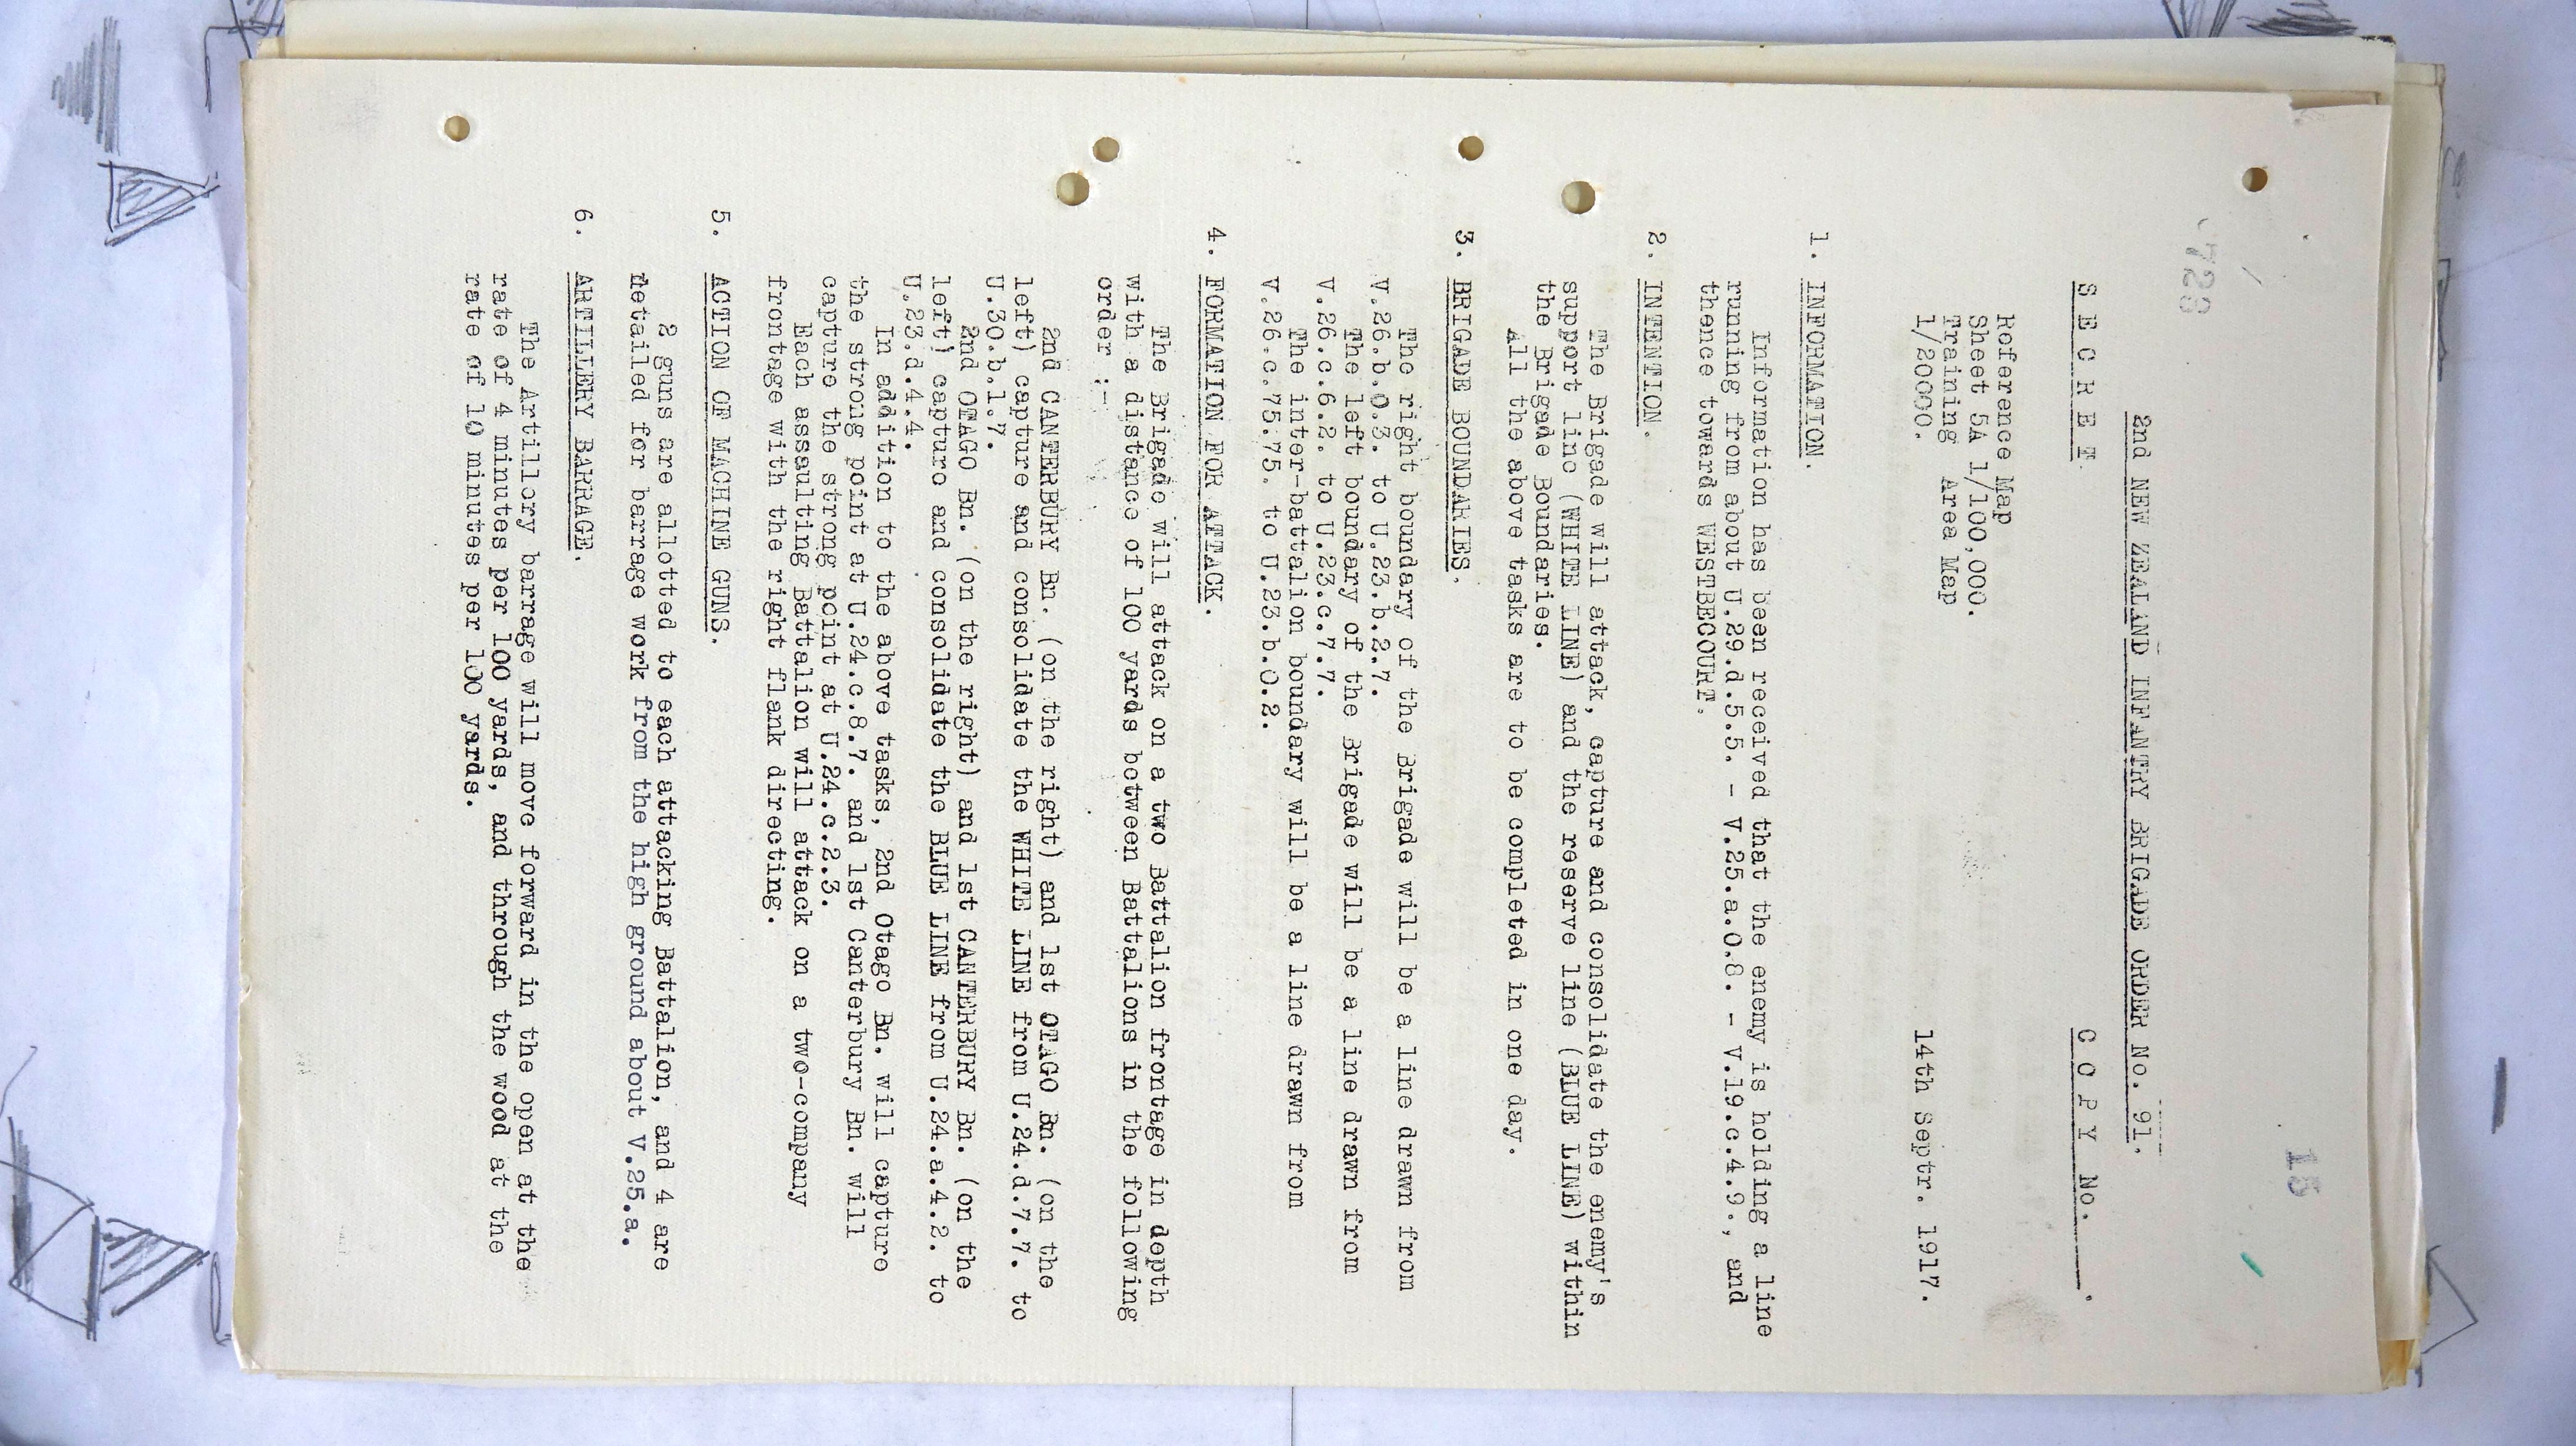 15
2nd NEW ZEALAND INFANTRY BRIGADE ORDER No. 91.
S E C R E T.
C O P Y No.
Reference Map
Sheet 5A 1/100,000.
Training Area Map
1/20000.
14th Septr. 1917.
1. INFORMATION.
Information has been received that the enemy is holding a line
running from about U.29.d.5.5. - V.25.a.0.8. - V.19.c.4.9., and
thence towards WESTBECOURT.
2. INTENTION.
The Brigade will attack, capture and consolidate the enemy's
support line (WHITE LINE) and the reserve line (BLUE LINE) within
the Brigade Boundaries.
All the above tasks are to be completed in one day.
3. BRIGADE BOUNDARIES.
The right boundary of the Brigade will be a line drawn from
V.26.b.0.3. to U.23.b.2.7.
The left boundary of the Brigade will be a line drawn from
V.26.c.6.2. to U.23.c.7.7.
The inter-battalion boundary will be a line drawn from
V.26.c.75.75. to U.23.b.0.2.
4. FORMATION FOR ATTACK.
The Brigade will attack on a two Battalion frontage in depth
with a distance of 100 yards between Battalions in the following
order :-
2nd CANTERBURY Bn. (on the right) and 1st OTAGO Bn. (on the
left) capture and consolidate the WHITE LINE from U.24.d.7.7. to
U.30.b.1.7.
2nd OTAGO Bn. (on the right) and 1st CANTERBURY Bn. (on the
left) capture and consolidate the BLUE LINE from U.24.a.4.2. to
U.23.d.4.4.
In addition to the above tasks, 2nd Otago Bn. will capture
the strong point at U.24.c.8.7. and 1st Canterbury Bn. will
capture the strong point at U.24.c.2.3.
Each assaulting Battalion will attack on a two-company
frontage with the right flank directing.
5. ACTION OF MACHINE GUNS.
2 guns are allotted to each attacking Battalion, and 4 are
detailed for barrage work from the high ground about V.25.a.
6. ARTILLERY BARRAGE.
The Artillery barrage will move forward in the open at the
rate of 4 minutes per 100 yards, and through the wood at the
rate of 10 minutes per 100 yards.